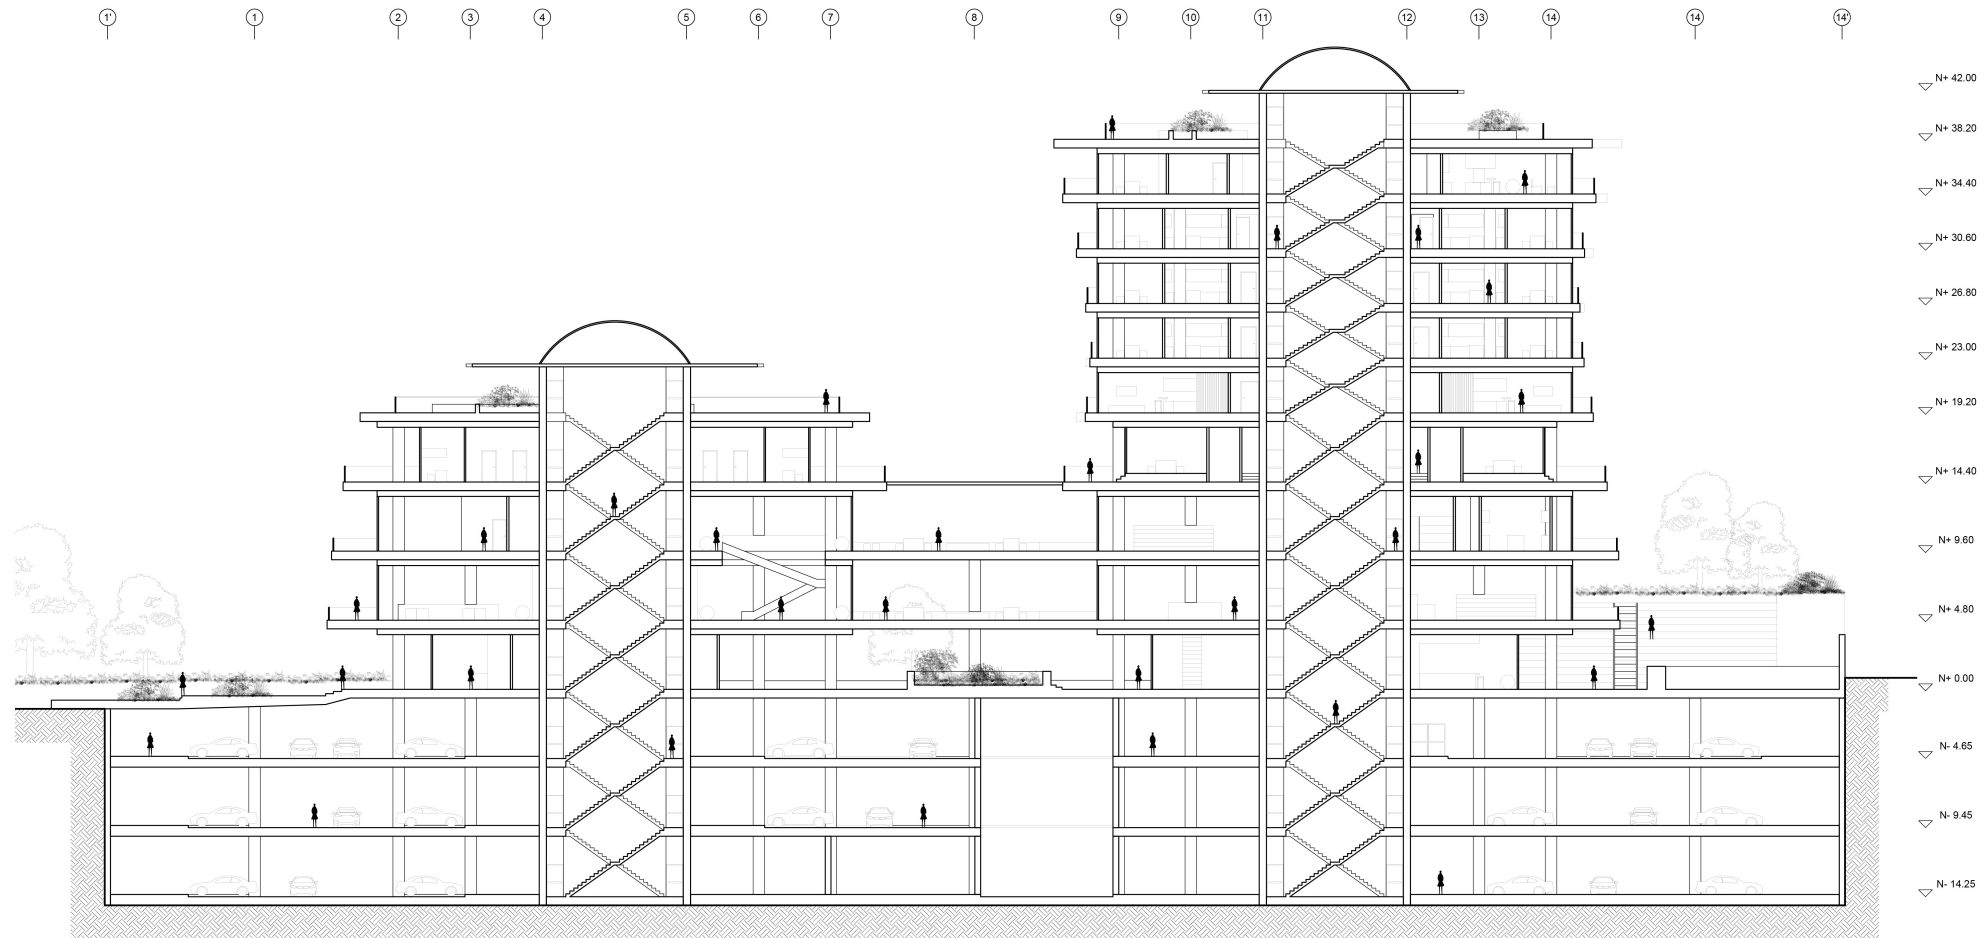 1' 1 2 3 4 5 6 7 8 9 10 11 12 13 14 14 14'
N+ 42.00
N+ 38.20
N+ 34.40
N+ 30.60
N+ 26.80
N+ 23.00
N+ 19.20
N+ 14.40
N+ 9.60
N+ 4.80
N+ 0.00
N- 4.65
N- 9.45
N- 14.25